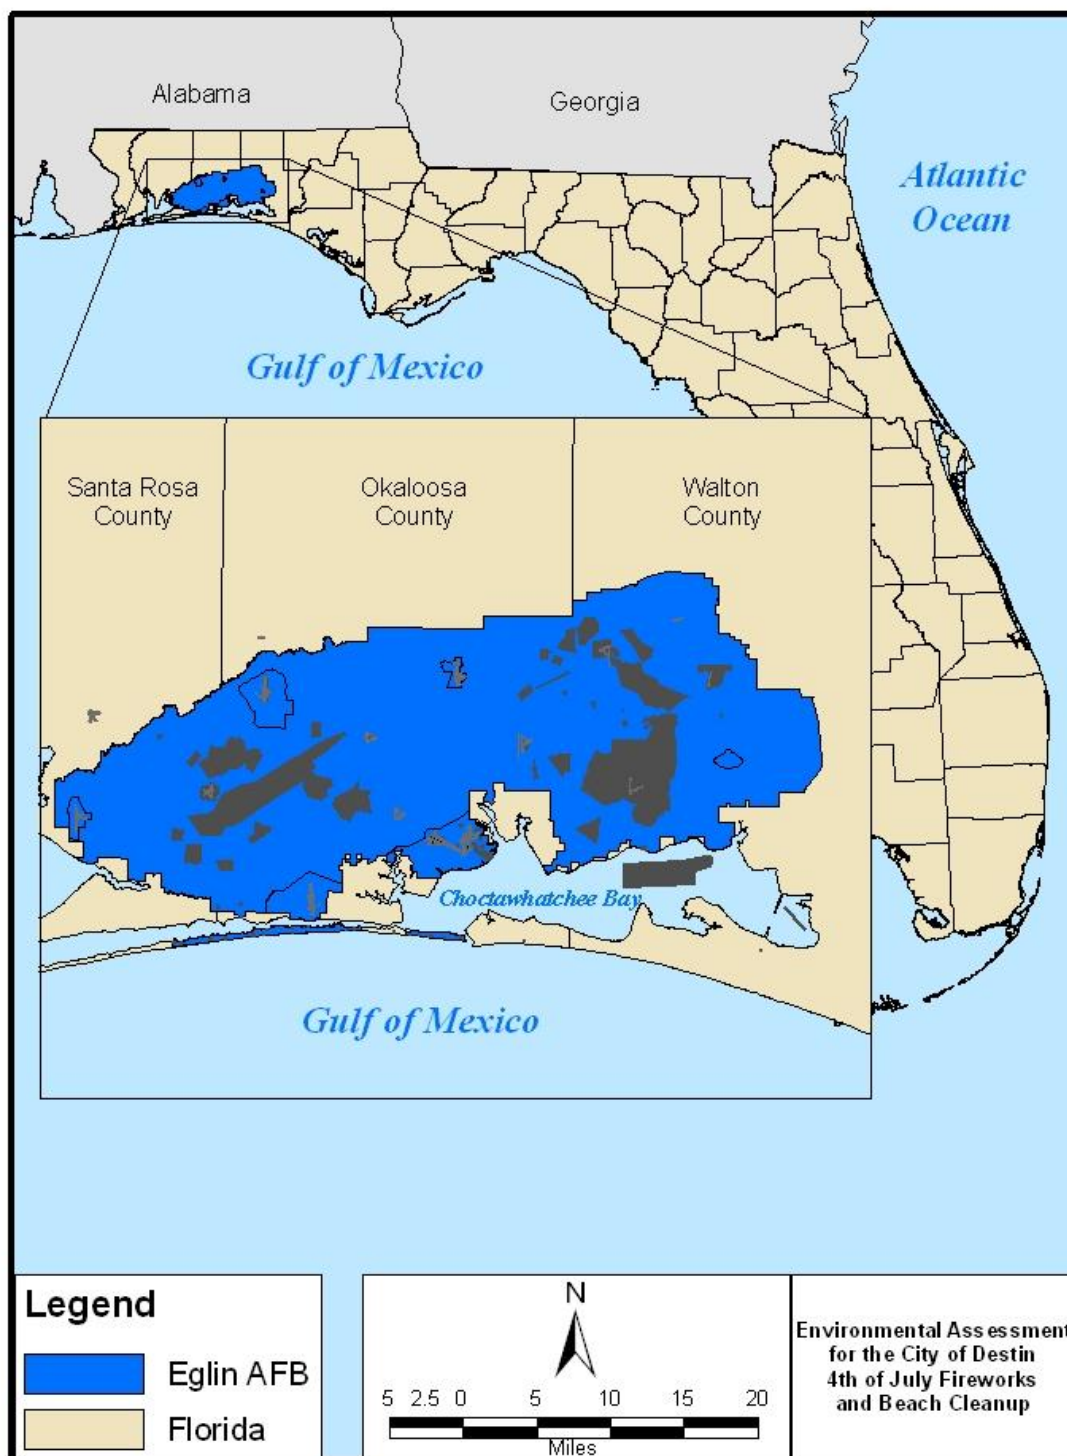 Alabama
Georgia
Atlantic
Ocean
Gulf of Mexico
Santa Rosa
County
Okaloosa
County
Walton
County
Choctawhatchee Bay
Gulf of Mexico
Legend
Eglin AFB
Florida
N
5 2.5 0 5 10 15 20
Miles
Environmental Assessment
for the City of Destin
4th of July Fireworks
and Beach Cleanup